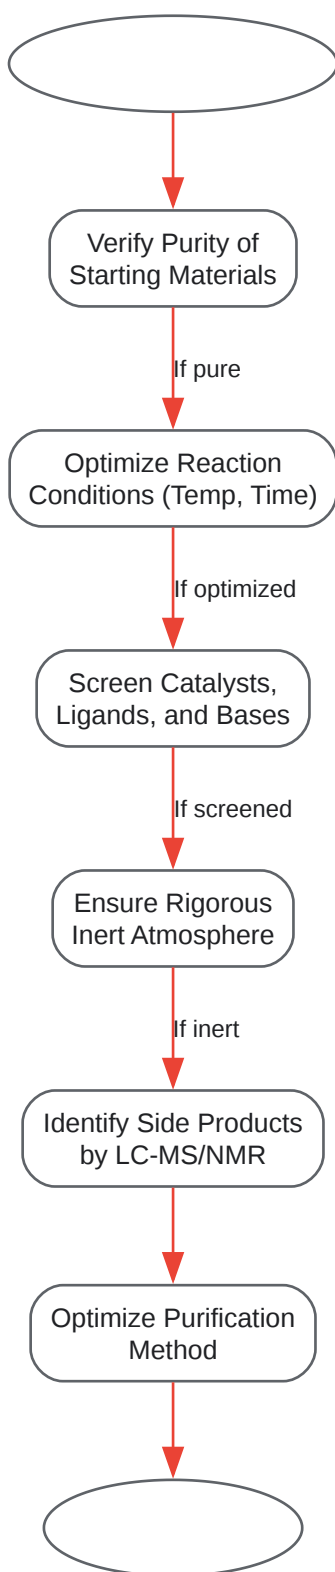 Verify Purity of
Starting Materials
If pure
Optimize Reaction
Conditions (Temp, Time)
If optimized
Screen Catalysts,
Ligands, and Bases
If screened
Ensure Rigorous
Inert Atmosphere
If inert
Identify Side Products
by LC-MS/NMR
Optimize Purification
Method